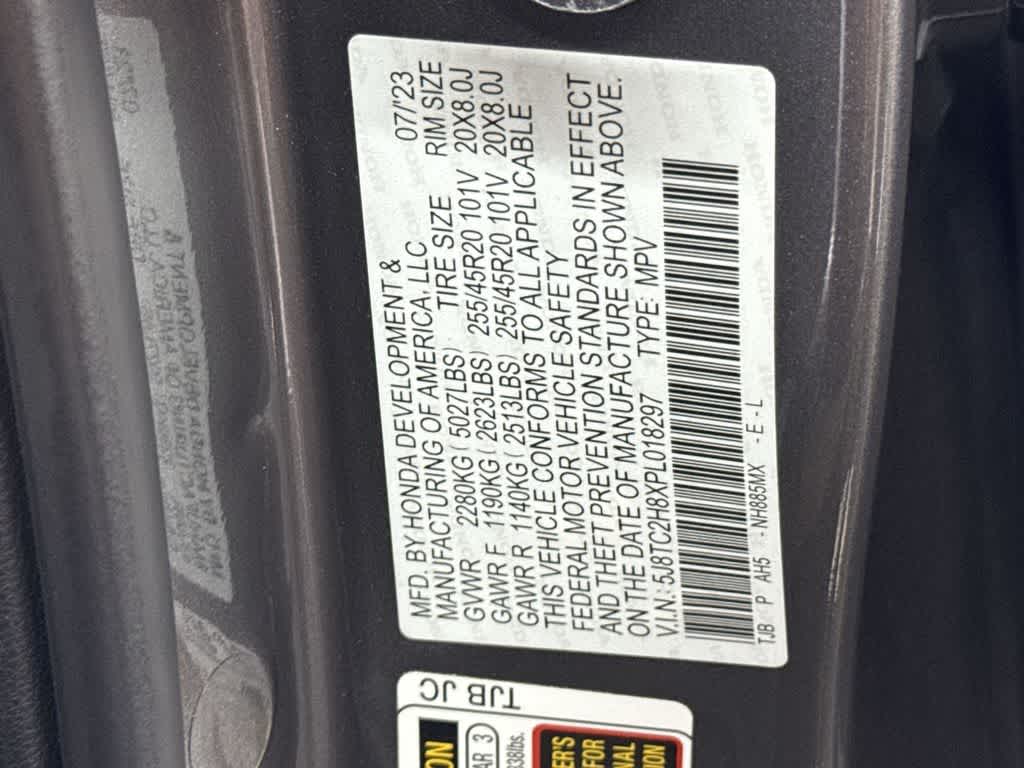 MFD. BY HONDA DEVELOPMENT &
MANUFACTURING OF AMERICA, LLC 07/'23
GVWR 2280KG ( 5027LBS) TIRE SIZE RIM SIZE
GAWR F 1190KG ( 2623LBS) 255/45R20 101V 20X8.0J
GAWR R 1140KG ( 2513LBS) 255/45R20 101V 20X8.0J
THIS VEHICLE CONFORMS TO ALL APPLICABLE
FEDERAL MOTOR VEHICLE SAFETY
AND THEFT PREVENTION STANDARDS IN EFFECT
ON THE DATE OF MANUFACTURE SHOWN ABOVE.
V.I.N.: 5J8TC2H8XPL018297 TYPE: MPV
TJB P AH5 -NH885MX -E-L
TJB JC